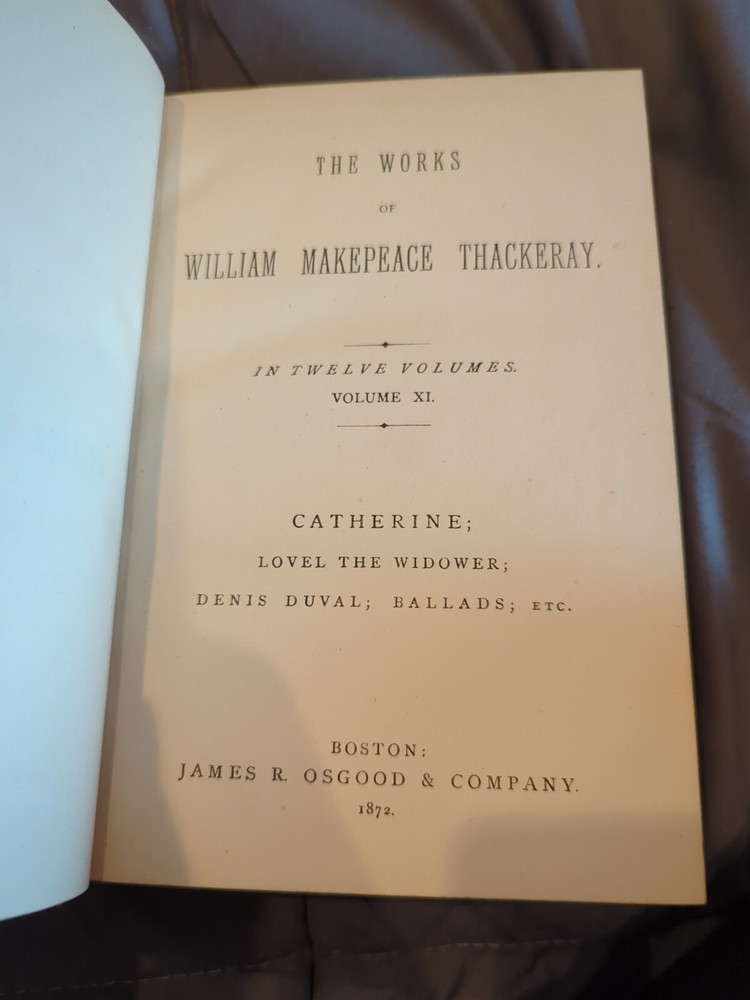 THE WORKS
OF
WILLIAM MAKEPEACE THACKERAY.
IN TWELVE VOLUMES.
VOLUME XI.
CATHERINE;
LOVEL THE WIDOWER;
DENIS DUVAL; BALLADS; ETC.
BOSTON:
JAMES R. OSGOOD & COMPANY.
1872.